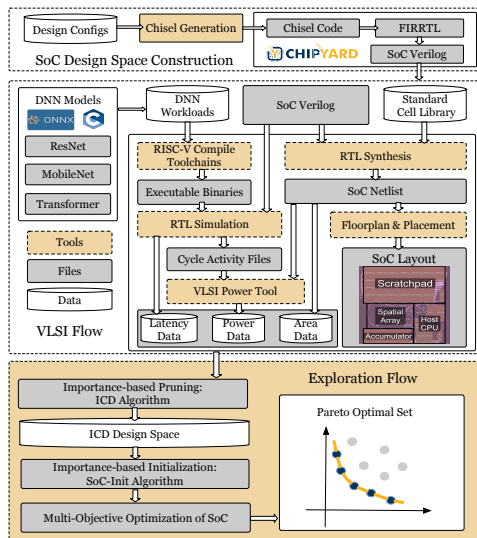 Design Configs
Chisel Generation
Chisel Code
FIRRTL
CHIPYARD
SoC Verilog
SoC Design Space Construction
DNN Models
ONNX
C
ResNet
MobileNet
Transformer
Tools
Files
Data
VLSI Flow
DNN
Workloads
SoC Verilog
Standard
Cell Library
RISC-V Compile
Toolchains
RTL Synthesis
Executable Binaries
SoC Netlist
RTL Simulation
Floorplan & Placement
Cycle Activity Files
VLSI Power Tool
Latency
Data
Power
Data
Area
Data
SoC Layout
Scratchpad
Spatial
Array
Host
CPU
Accumulator
Exploration Flow
Importance-based Pruning:
ICD Algorithm
ICD Design Space
Importance-based Initialization:
SoC-Init Algorithm
Multi-Objective Optimization of SoC
Pareto Optimal Set